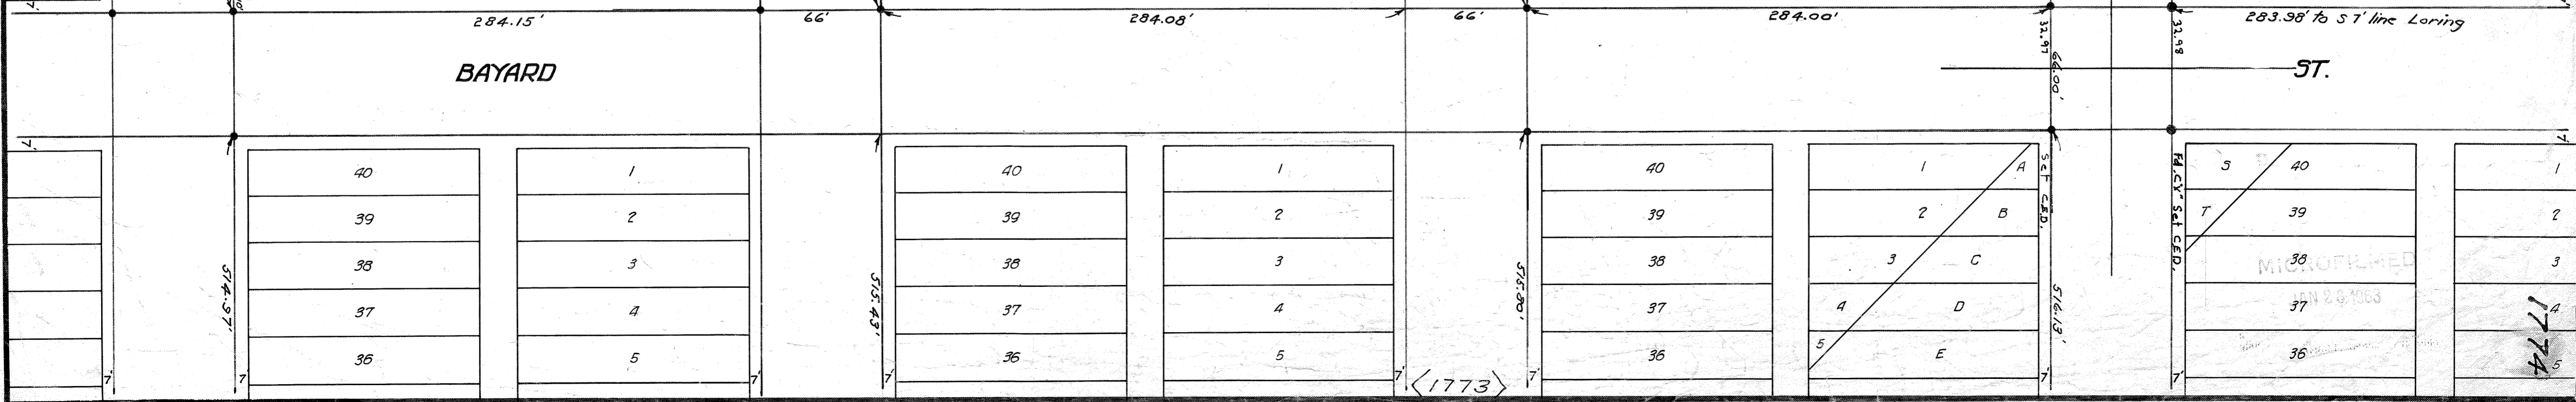 284.15' 66' 284.08' 66' 284.00' 283.98' to S 7' line Loring
32.97 32.98
66.00'
BAYARD ST.
7' 7'
40 1 40 1 40 1 A S 40 1
39 2 39 2 39 2 B T 39 2
38 3 38 3 38 3 C 38 3
37 4 37 4 37 4 D 37 4
36 5 36 5 36 5 E 36 5
Set C.E.D.
Fd. "X" Set C.E.D.
514.97' 515.43' 515.80' 516.13'
MICROFILMED
JAN 28 1963
1774
7' 7' 7' 7' 7' 7' 7' 7'
<1773>